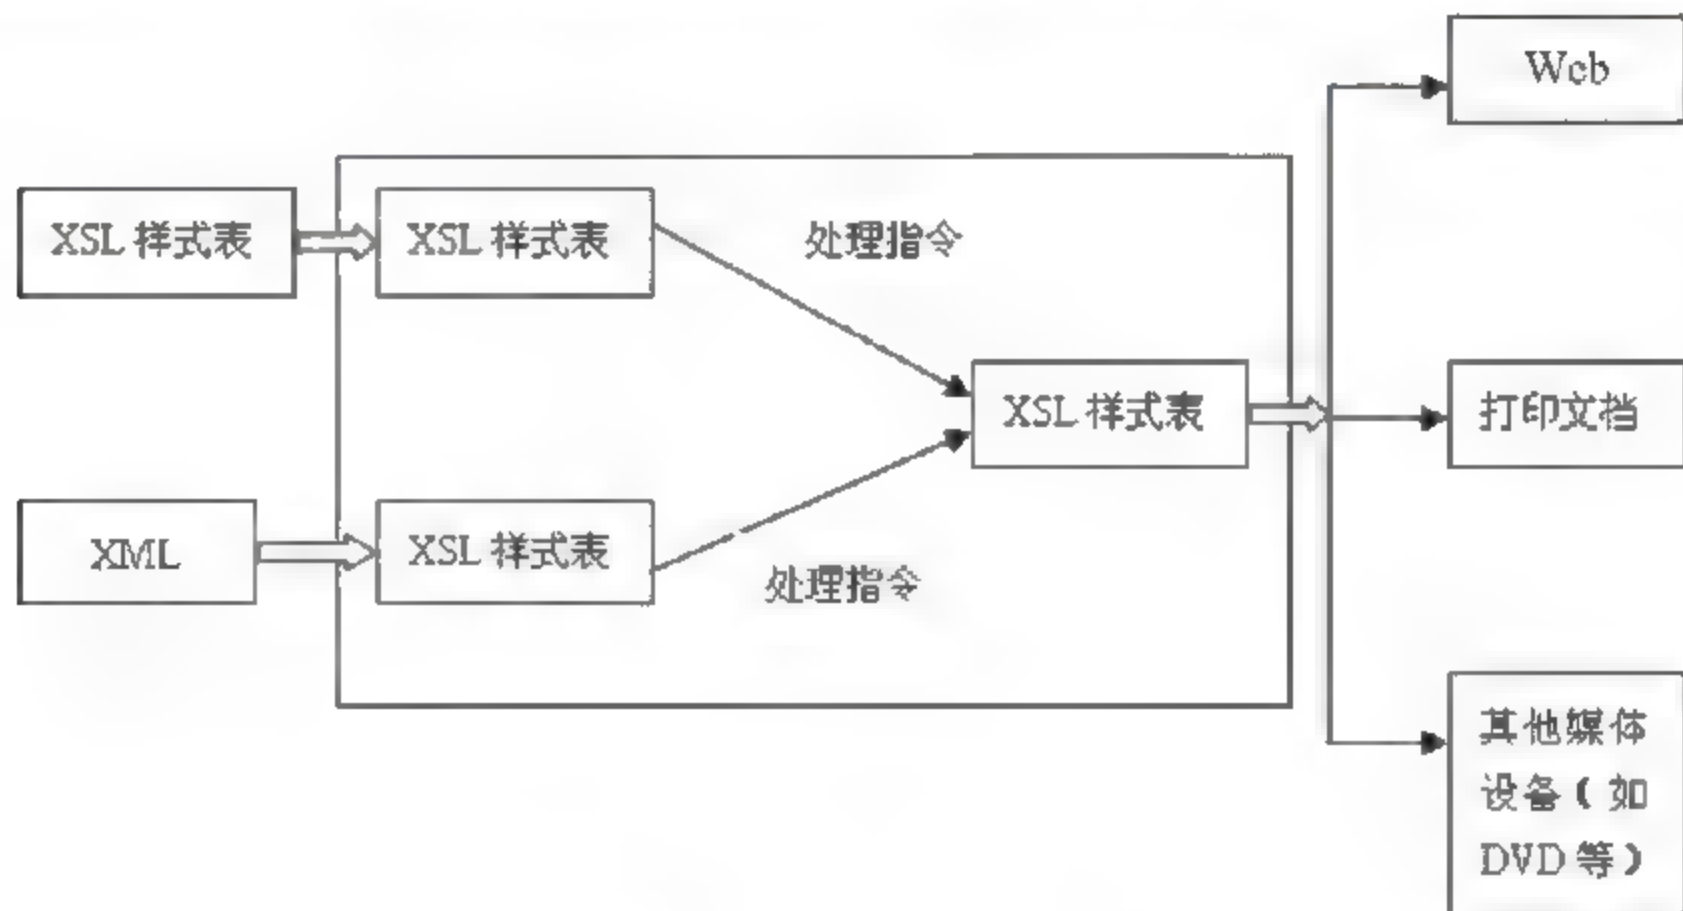 Web
XSL 样式表
XSL 样式表
处理指令
XSL 样式表
打印文档
XML
XSL 样式表
处理指令
其他媒体
设备（如
DVD 等）